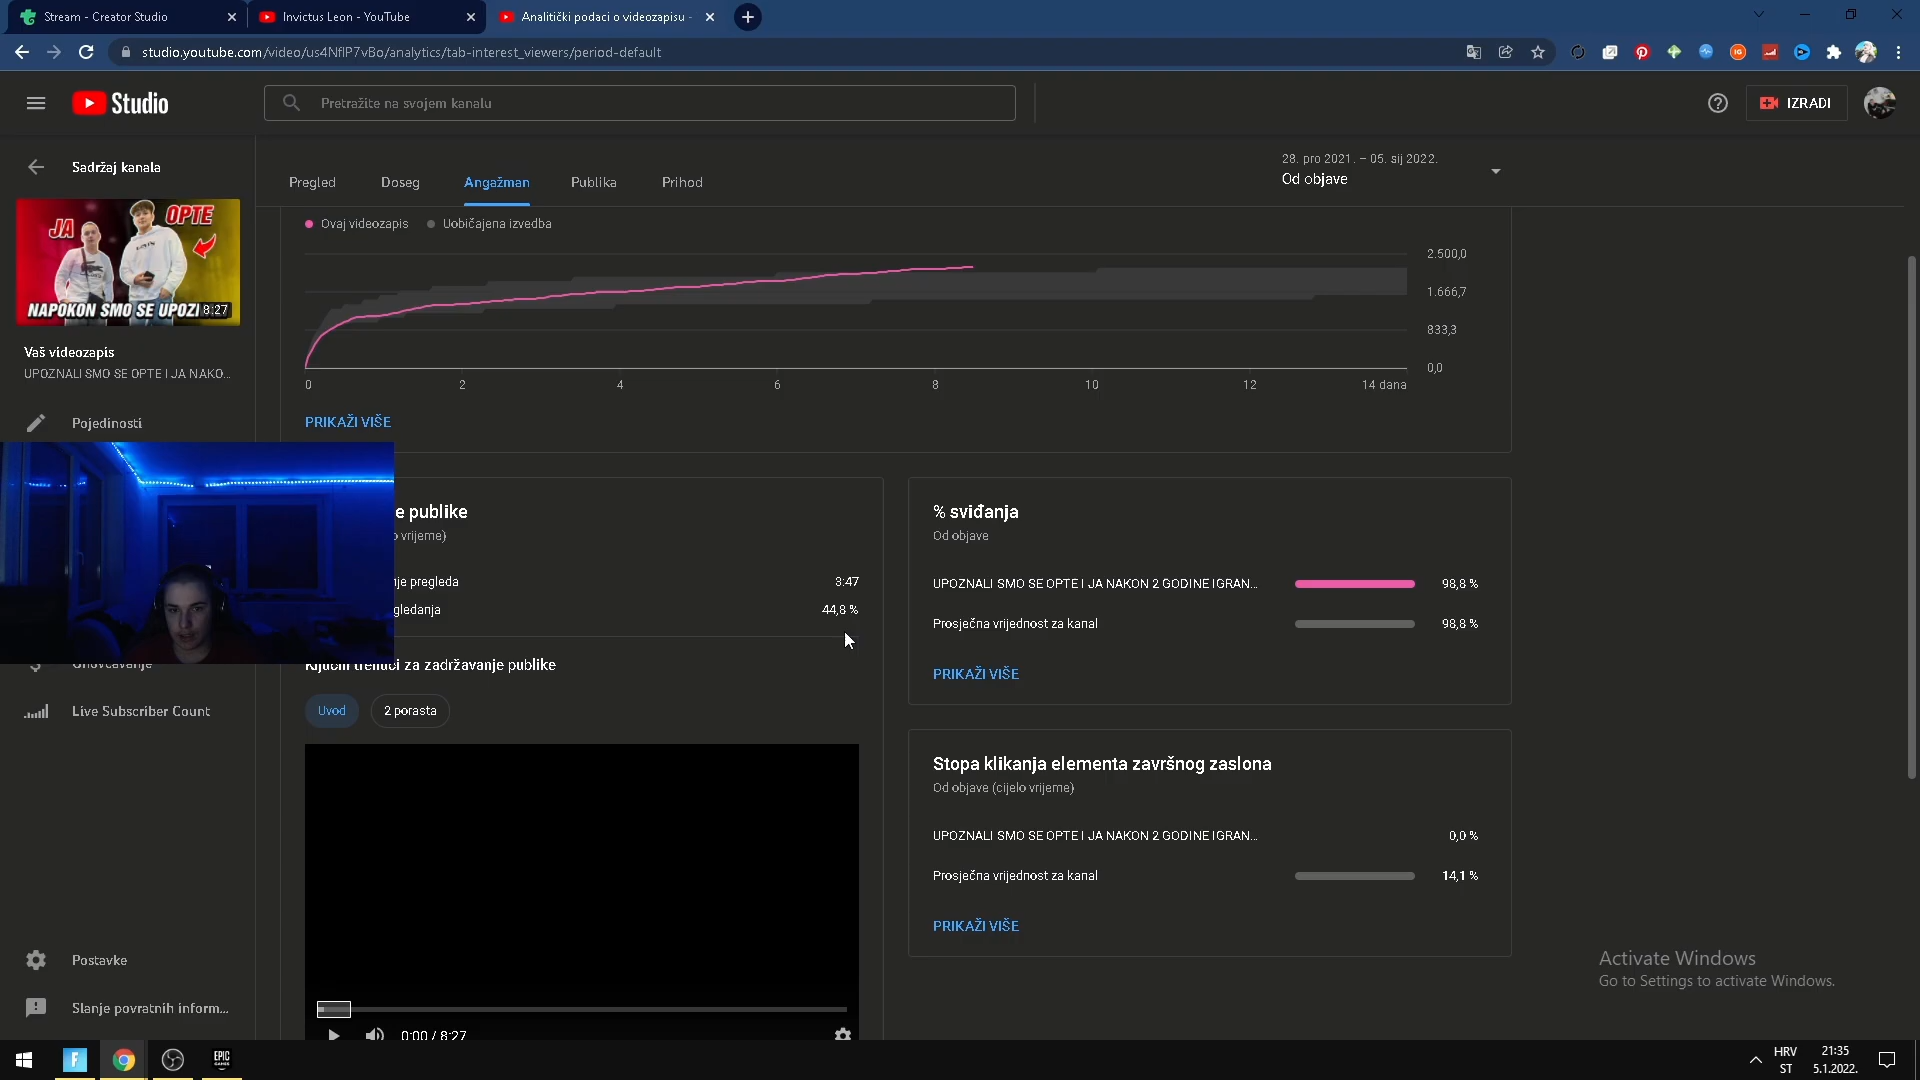 Stream - Creator Studio
Invictus Leon - YouTube
Analitički podaci o videozapisu -
studio.youtube.com/video/us4NflP7vBo/analytics/tab-interest_viewers/period-default
Studio
Pretražite na svojem kanalu
IZRADI
Sadržaj kanala
Pregled
Doseg
Angažman
Publika
Prihod
28. pro 2021. – 05. sij 2022.
Od objave
JA
OPTE
NAPOKON SMO SE UPOZI
8:27
Vaš videozapis
UPOZNALI SMO SE OPTE I JA NAKO...
Pojedinosti
Live Subscriber Count
Postavke
Slanje povratnih inform...
Ovaj videozapis
Uobičajena izvedba
2.500,0
1.666,7
833,3
0,0
0
2
4
6
8
10
12
14 dana
PRIKAŽI VIŠE
e publike
o vrijeme)
nje pregleda
3:47
gledanja
44,8 %
Ključni trenuci za zadržavanje publike
Uvod
2 porasta
0:00 / 8:27
% sviđanja
Od objave
UPOZNALI SMO SE OPTE I JA NAKON 2 GODINE IGRAN...
98,8 %
Prosječna vrijednost za kanal
98,8 %
PRIKAŽI VIŠE
Stopa klikanja elementa završnog zaslona
Od objave (cijelo vrijeme)
UPOZNALI SMO SE OPTE I JA NAKON 2 GODINE IGRAN...
0,0 %
Prosječna vrijednost za kanal
14,1 %
PRIKAŽI VIŠE
Activate Windows
Go to Settings to activate Windows.
EPIC
GAMES
HRV
ST
21:35
5.1.2022.